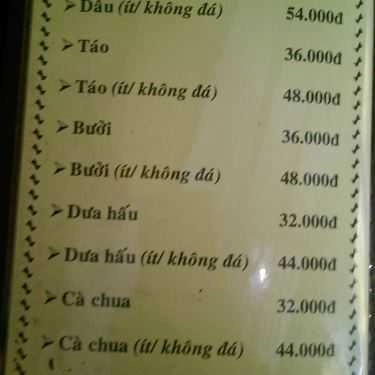 ➢ Dâu (ít/ không đá) 54.000đ
➢ Táo 36.000đ
➢ Táo (ít/ không đá) 48.000đ
➢ Bưởi 36.000đ
➢ Bưởi (ít/ không đá) 48.000đ
➢ Dưa hấu 32.000đ
➢ Dưa hấu (ít/ không đá) 44.000đ
➢ Cà chua 32.000đ
➢ Cà chua (ít/ không đá) 44.000đ